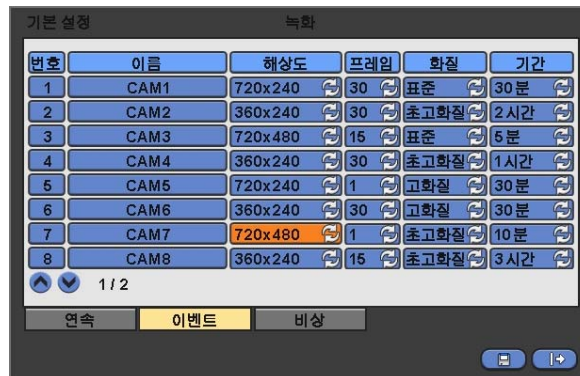 기본 설정 녹화
번호 이름 해상도 프레임 화질 기간
1 CAM1 720x240 30 표준 30분
2 CAM2 360x240 30 초고화질 2시간
3 CAM3 720x480 15 표준 5분
4 CAM4 360x240 30 초고화질 1시간
5 CAM5 720x240 1 고화질 30분
6 CAM6 360x240 30 고화질 30분
7 CAM7 720x480 1 초고화질 10분
8 CAM8 360x240 15 초고화질 3시간
1 / 2
연속 이벤트 비상